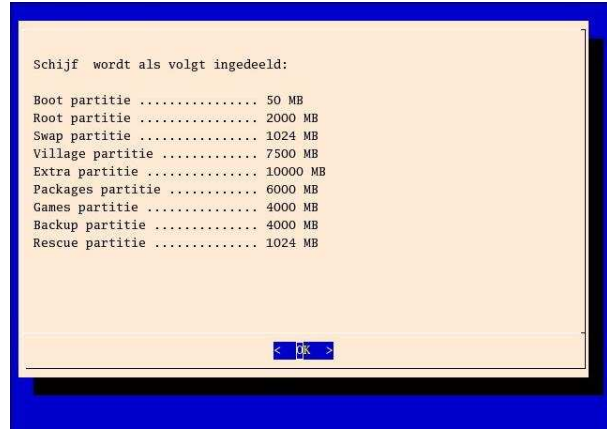 Schijf  wordt als volgt ingedeeld:
Boot partitie ................ 50 MB
Root partitie ................ 2000 MB
Swap partitie ................ 1024 MB
Village partitie ............. 7500 MB
Extra partitie ............... 10000 MB
Packages partitie ............ 6000 MB
Games partitie ............... 4000 MB
Backup partitie .............. 4000 MB
Rescue partitie .............. 1024 MB
<  OK  >